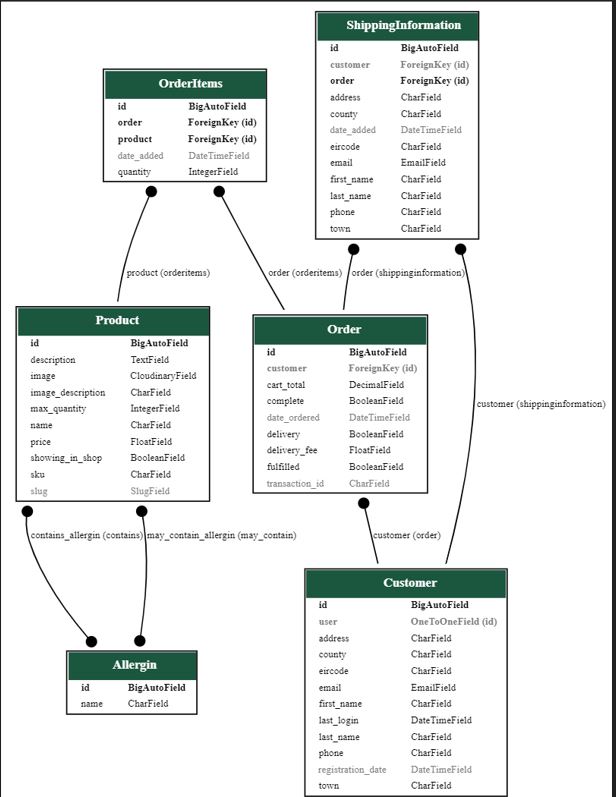 ShippingInformation
id BigAutoField
customer ForeignKey (id)
order ForeignKey (id)
address CharField
county CharField
date_added DateTimeField
eircode CharField
email EmailField
first_name CharField
last_name CharField
phone CharField
town CharField
OrderItems
id BigAutoField
order ForeignKey (id)
product ForeignKey (id)
date_added DateTimeField
quantity IntegerField
product (orderitems)
order (orderitems)
order (shippinginformation)
customer (shippinginformation)
Product
id BigAutoField
description TextField
image CloudinaryField
image_description CharField
max_quantity IntegerField
name CharField
price FloatField
showing_in_shop BooleanField
sku CharField
slug SlugField
Order
id BigAutoField
customer ForeignKey (id)
cart_total DecimalField
complete BooleanField
date_ordered DateTimeField
delivery BooleanField
delivery_fee FloatField
fulfilled BooleanField
transaction_id CharField
contains_allergin (contains)
may_contain_allergin (may_contain)
customer (order)
Allergin
id BigAutoField
name CharField
Customer
id BigAutoField
user OneToOneField (id)
address CharField
county CharField
eircode CharField
email EmailField
first_name CharField
last_login DateTimeField
last_name CharField
phone CharField
registration_date DateTimeField
town CharField